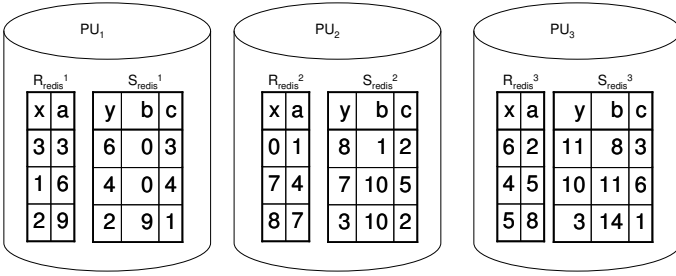 PU1 PU2 PU3
Rredis1 Sredis1 Rredis2 Sredis2 Rredis3 Sredis3
x a y b c x a y b c x a y b c
3 3 6 0 3 0 1 8 1 2 6 2 11 8 3
1 6 4 0 4 7 4 7 10 5 4 5 10 11 6
2 9 2 9 1 8 7 3 10 2 5 8 3 14 1